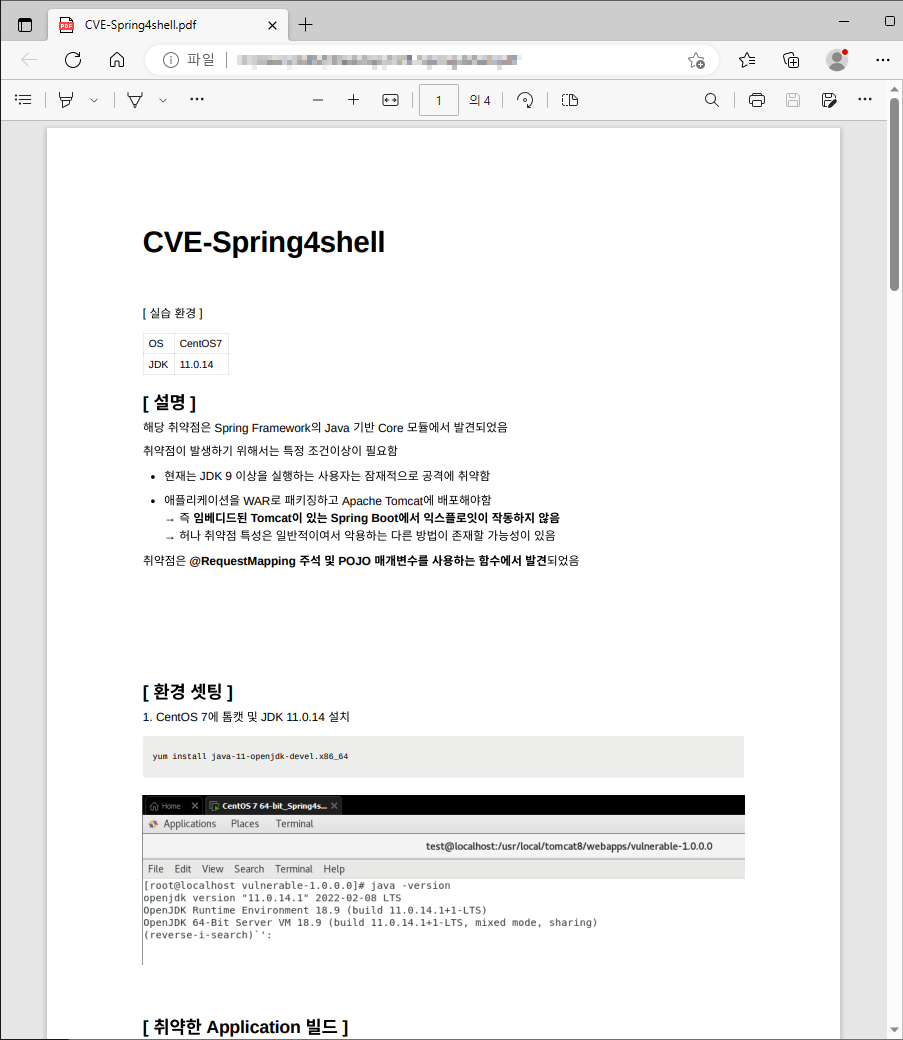 CVE-Spring4shell.pdf
파일
1 의 4
CVE-Spring4shell
[ 실습 환경 ]
OS CentOS7
JDK 11.0.14
[ 설명 ]
해당 취약점은 Spring Framework의 Java 기반 Core 모듈에서 발견되었음
취약점이 발생하기 위해서는 특정 조건이상이 필요함
• 현재는 JDK 9 이상을 실행하는 사용자는 잠재적으로 공격에 취약함
• 애플리케이션을 WAR로 패키징하고 Apache Tomcat에 배포해야함
→ 즉 임베디드된 Tomcat이 있는 Spring Boot에서 익스플로잇이 작동하지 않음
→ 허나 취약점 특성은 일반적이여서 악용하는 다른 방법이 존재할 가능성이 있음
취약점은 @RequestMapping 주석 및 POJO 매개변수를 사용하는 함수에서 발견되었음
[ 환경 셋팅 ]
1. CentOS 7에 톰캣 및 JDK 11.0.14 설치
yum install java-11-openjdk-devel.x86_64
Home CentOS 7 64-bit_Spring4s...
Applications Places Terminal
test@localhost:/usr/local/tomcat8/webapps/vulnerable-1.0.0.0
File Edit View Search Terminal Help
[root@localhost vulnerable-1.0.0.0]# java -version
openjdk version "11.0.14.1" 2022-02-08 LTS
OpenJDK Runtime Environment 18.9 (build 11.0.14.1+1-LTS)
OpenJDK 64-Bit Server VM 18.9 (build 11.0.14.1+1-LTS, mixed mode, sharing)
(reverse-i-search)`':
[ 취약한 Application 빌드 ]